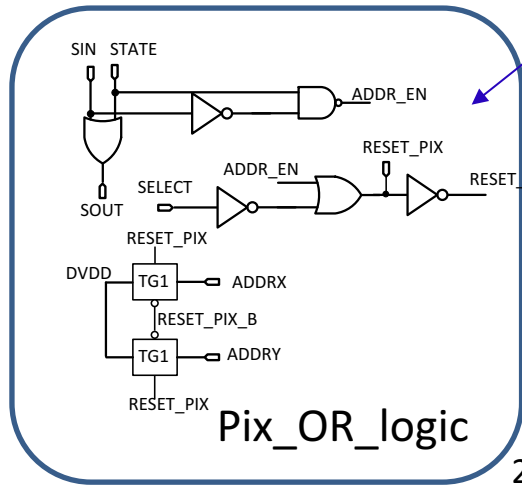 SIN STATE
ADDR_EN
RESET_PIX
ADDR_EN
SELECT
RESET_
SOUT
RESET_PIX
DVDD
TG1
ADDRX
RESET_PIX_B
TG1
ADDRY
RESET_PIX
Pix_OR_logic
2